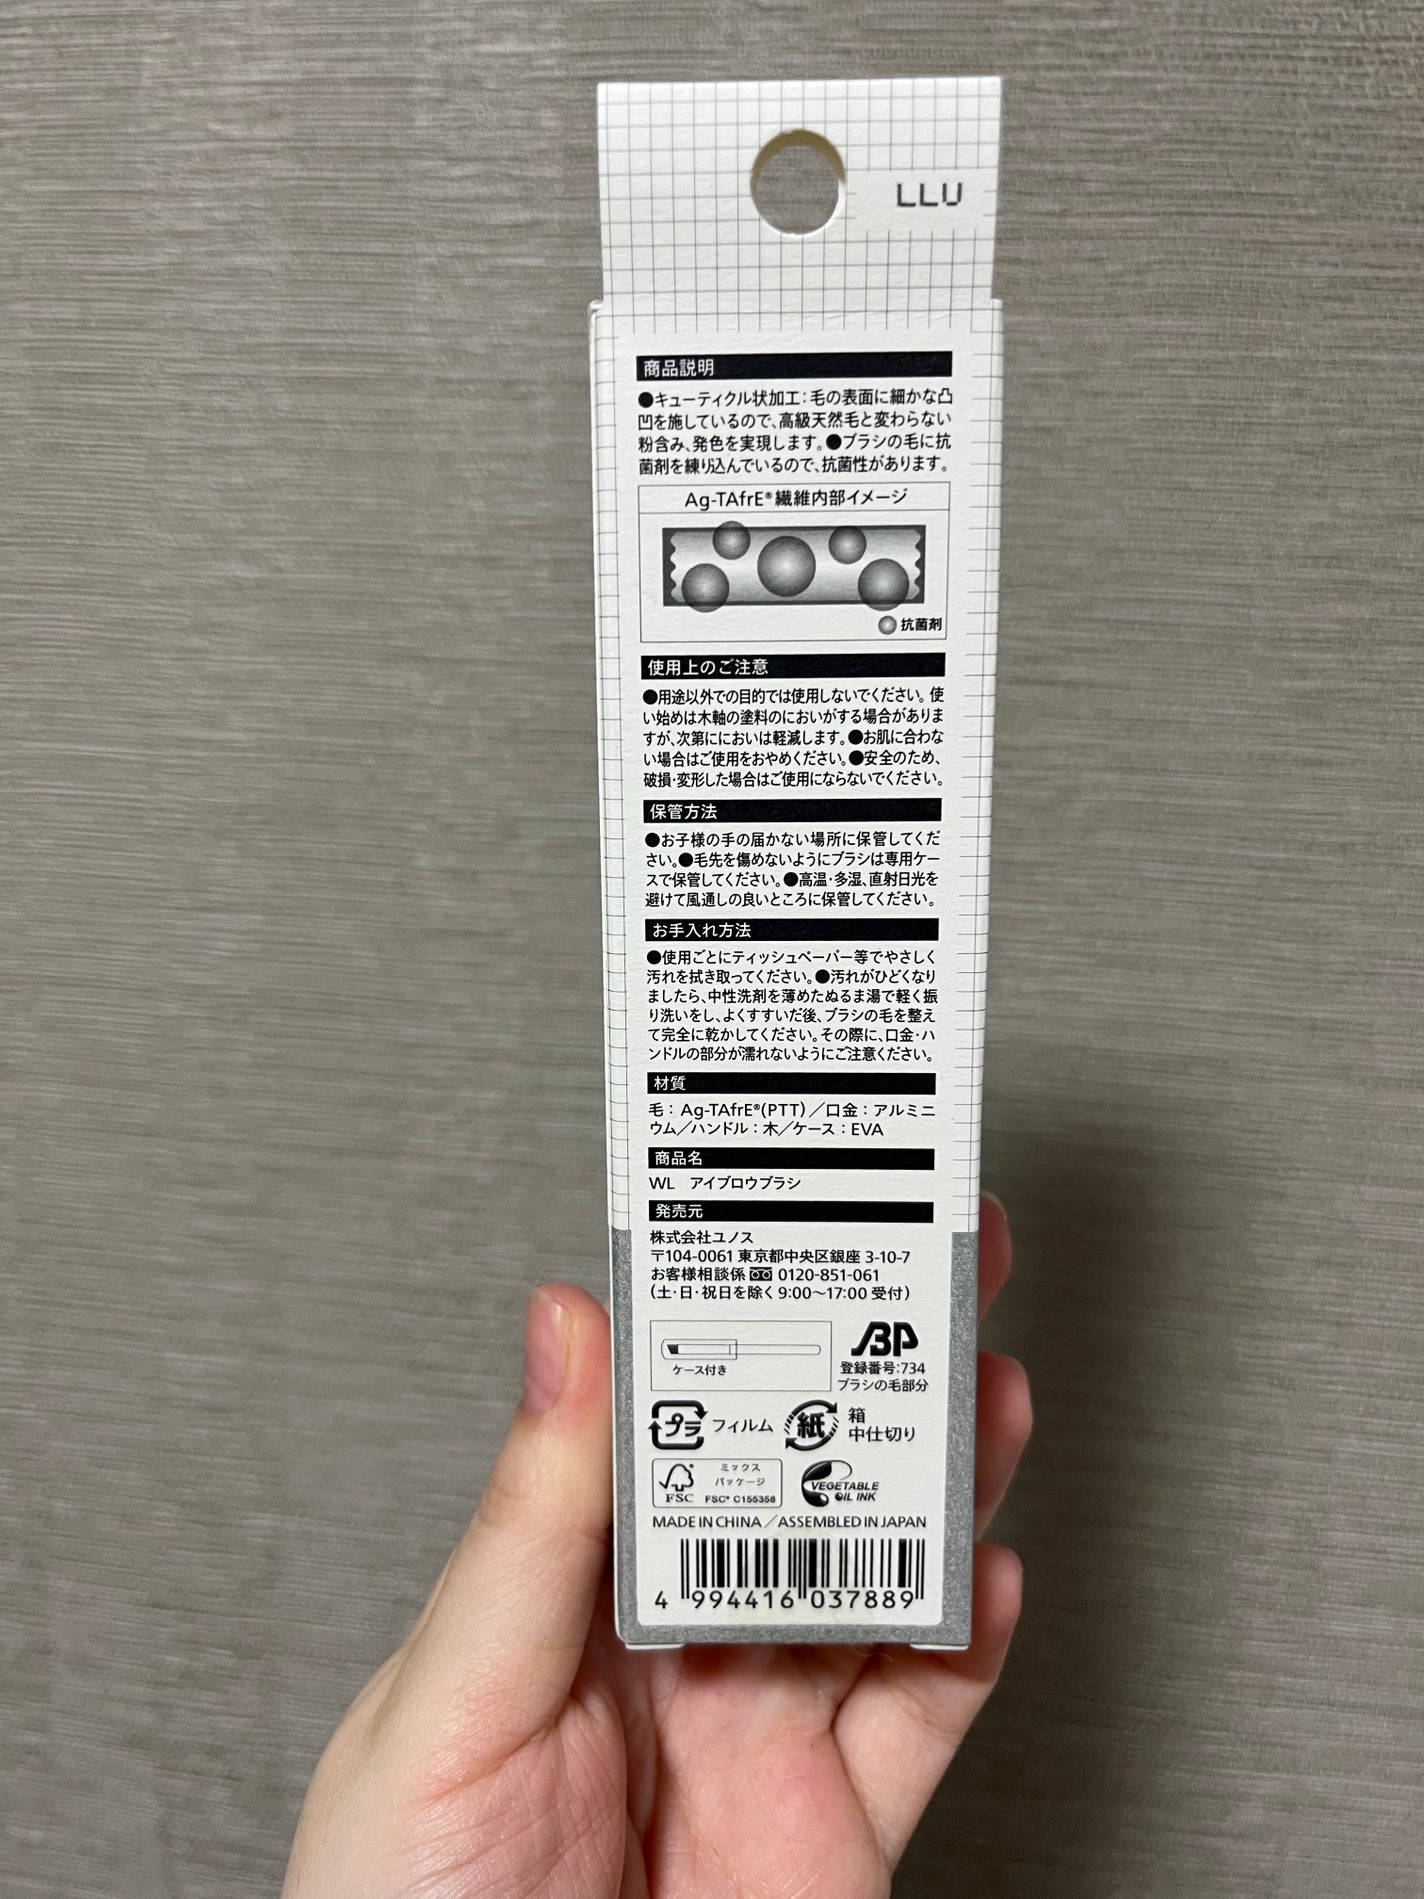 LLU
商品説明
●キューティクル状加工：毛の表面に細かな凸
凹を施しているので、高級天然毛と変わらない
粉含み、発色を実現します。●ブラシの毛に抗
菌剤を練り込んでいるので、抗菌性があります。
Ag-TAfrE®繊維内部イメージ
抗菌剤
使用上のご注意
●用途以外での目的では使用しないでください。使
い始めは木軸の塗料のにおいがする場合がありま
すが、次第ににおいは軽減します。●お肌に合わな
い場合はご使用をおやめください。●安全のため、
破損・変形した場合はご使用にならないでください。
保管方法
●お子様の手の届かない場所に保管してくだ
さい。●毛先を傷めないようにブラシは専用ケー
スで保管してください。●高温・多湿、直射日光を
避けて風通しの良いところに保管してください。
お手入れ方法
●使用ごとにティッシュペーパー等でやさしく
汚れを拭き取ってください。●汚れがひどくなり
ましたら、中性洗剤を薄めたぬるま湯で軽く振
り洗いをし、よくすすいだ後、ブラシの毛を整え
て完全に乾かしてください。その際に、口金・ハ
ンドルの部分が濡れないようにご注意ください。
材質
毛：Ag-TAfrE®(PTT)／口金：アルミニ
ウム／ハンドル：木／ケース：EVA
商品名
WL アイブロウブラシ
発売元
株式会社ユノス
〒104-0061 東京都中央区銀座 3-10-7
お客様相談係 0120-851-061
（土・日・祝日を除く9:00〜17:00 受付）
ケース付き
ABP
登録番号:734
ブラシの毛部分
プラ フィルム
紙 箱
中仕切り
FSC
ミックス
パッケージ
FSC® C155358
VEGETABLE
OIL INK
MADE IN CHINA／ASSEMBLED IN JAPAN
4 994416 037889